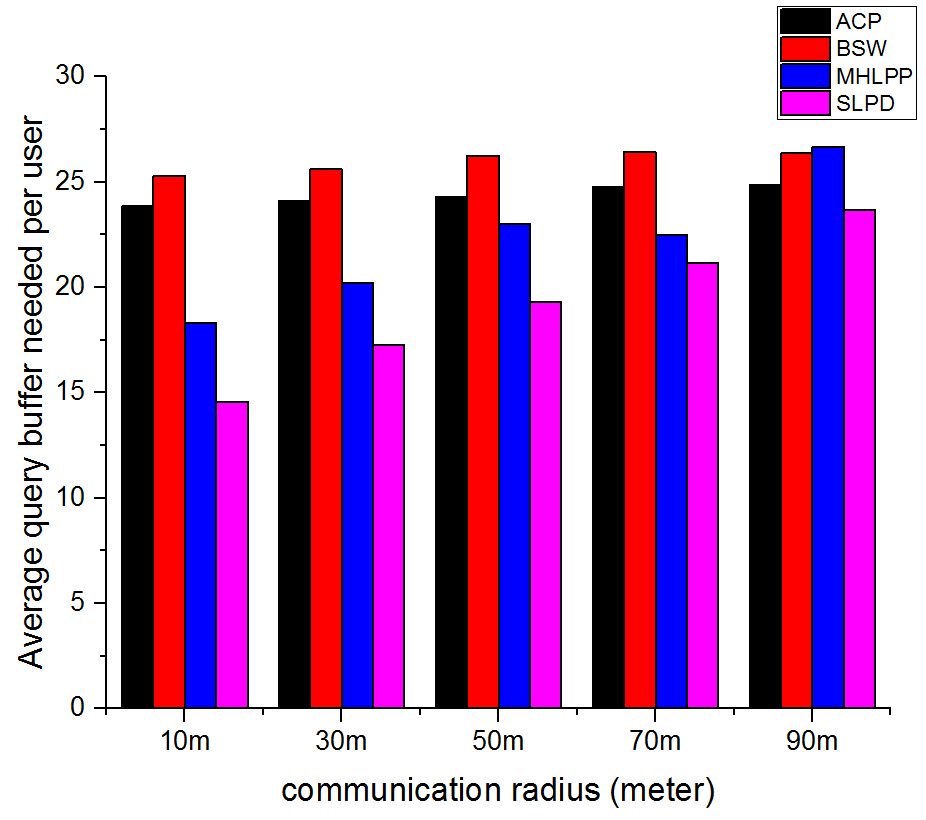 ACP
BSW
MHLPP
SLPD
Average query buffer needed per user
30
25
20
15
10
5
0
10m 30m 50m 70m 90m
communication radius (meter)